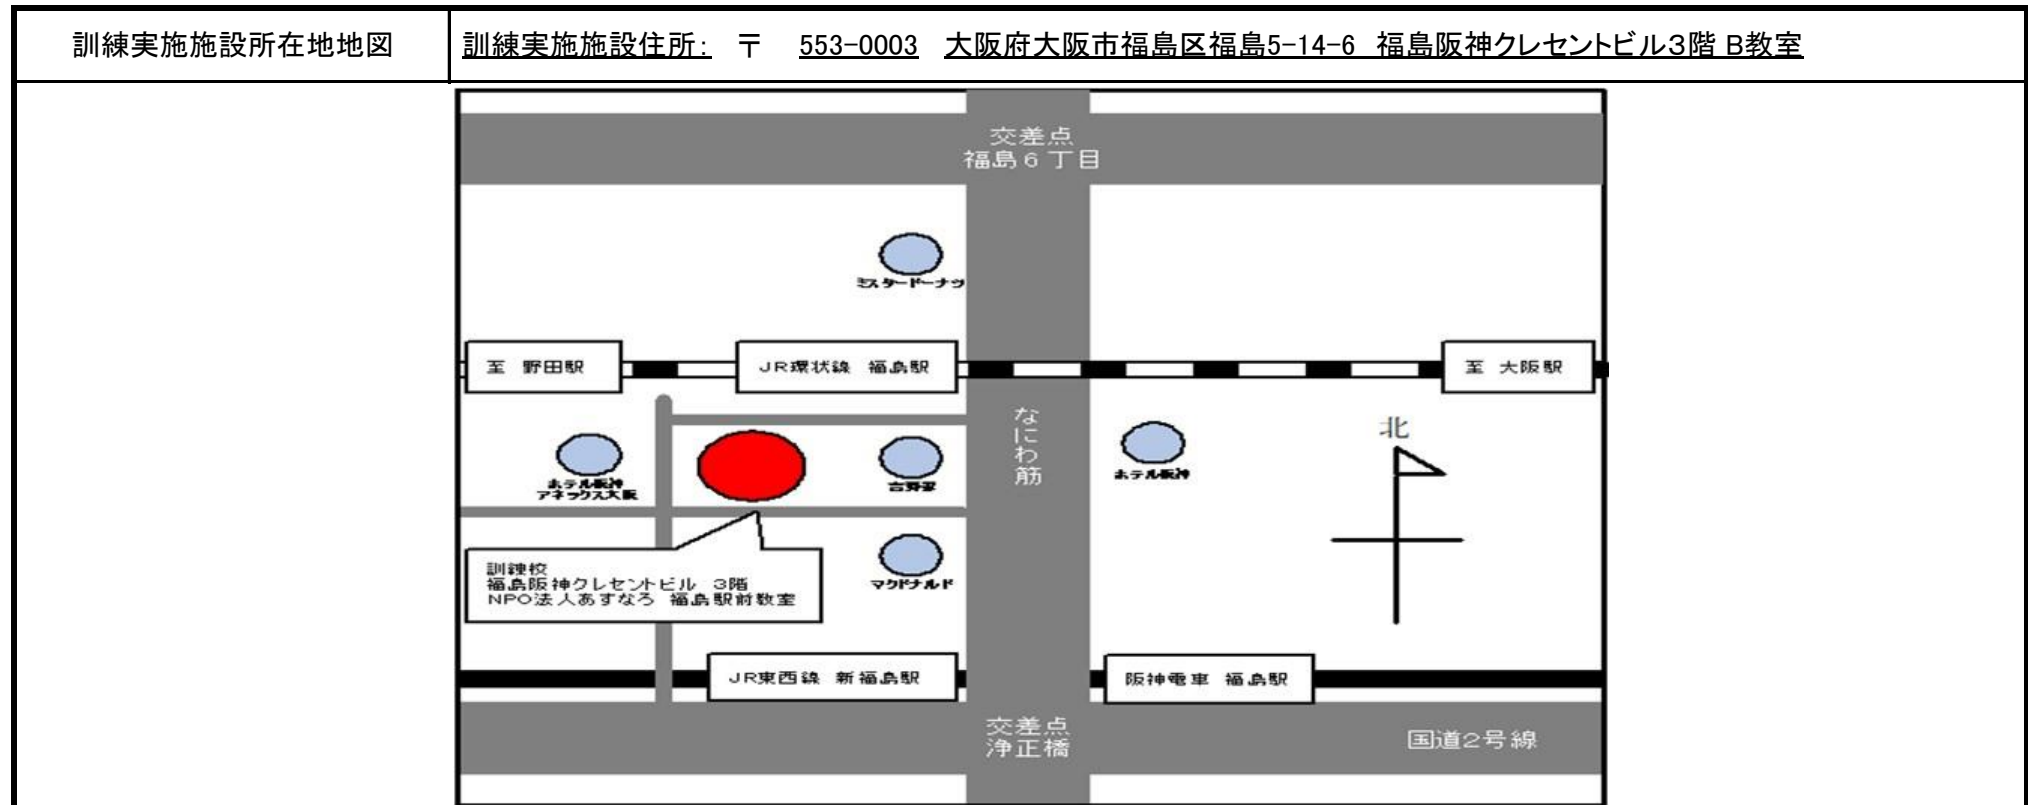 訓練実施施設所在地地図
訓練実施施設住所： 〒 553-0003 大阪府大阪市福島区福島5-14-6 福島阪神クレセントビル3階 B教室
交差点
福島6丁目
ミスタードーナツ
至 野田駅
JR環状線 福島駅
至 大阪駅
なにわ筋
北
ホテル阪神
アネックス大阪
吉野家
ホテル阪神
訓練校
福島阪神クレセントビル 3階
NPO法人あすなろ 福島駅前教室
マクドナルド
JR東西線 新福島駅
阪神電車 福島駅
交差点
浄正橋
国道2号線